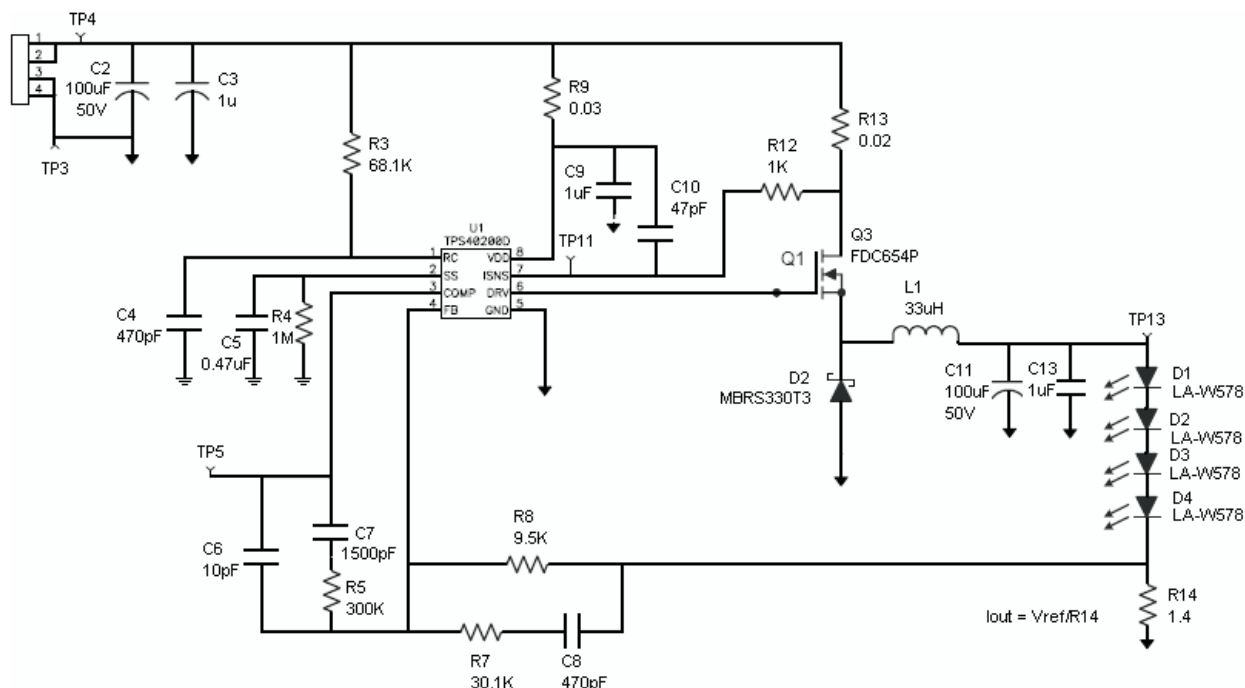 TP4
1
2
3
4
C2
100uF
50V
C3
1u
TP3
R3
68.1K
R9
0.03
R13
0.02
R12
1K
C9
1uF
C10
47pF
TP11
U1
TPS40200D
1 RC VDD 8
2 SS ISNS 7
3 COMP DRV 6
4 FB GND 5
Q3
FDC654P
Q1
L1
33uH
TP13
C4
470pF
C5
0.47uF
R4
1M
D2
MBRS330T3
C11
100uF
50V
C13
1uF
D1
LA-W578
D2
LA-W578
D3
LA-W578
D4
LA-W578
TP5
C6
10pF
C7
1500pF
R5
300K
R8
9.5K
R7
30.1K
C8
470pF
Iout = Vref/R14
R14
1.4